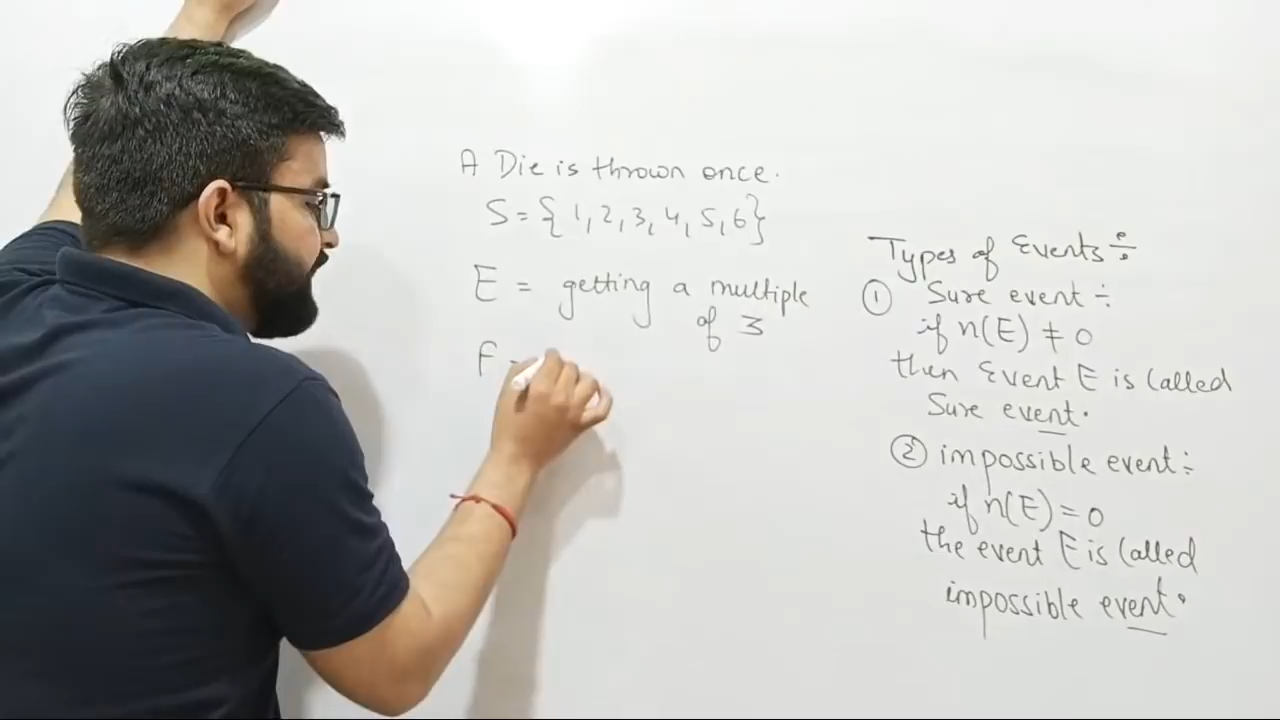 A Die is thrown once.
S = {1, 2, 3, 4, 5, 6}
E = getting a multiple
of 3
F =
Types of Events :-
① Sure event :-
if n(E) ≠ 0
then Event E is called
Sure event.
② impossible event :-
if n(E) = 0
the event E is called
impossible event.